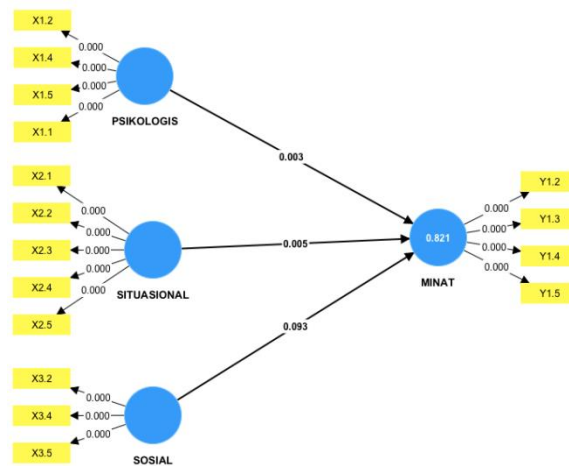 X1.2
0.000
X1.4
0.000
X1.5
0.000
0.000
X1.1
PSIKOLOGIS
0.003
X2.1
0.000
X2.2
0.000
X2.3
0.000
X2.4
0.000
X2.5
0.000
SITUASIONAL
0.005
X3.2
0.000
X3.4
0.000
X3.5
0.000
SOSIAL
0.093
0.821
MINAT
Y1.2
0.000
Y1.3
0.000
Y1.4
0.000
Y1.5
0.000